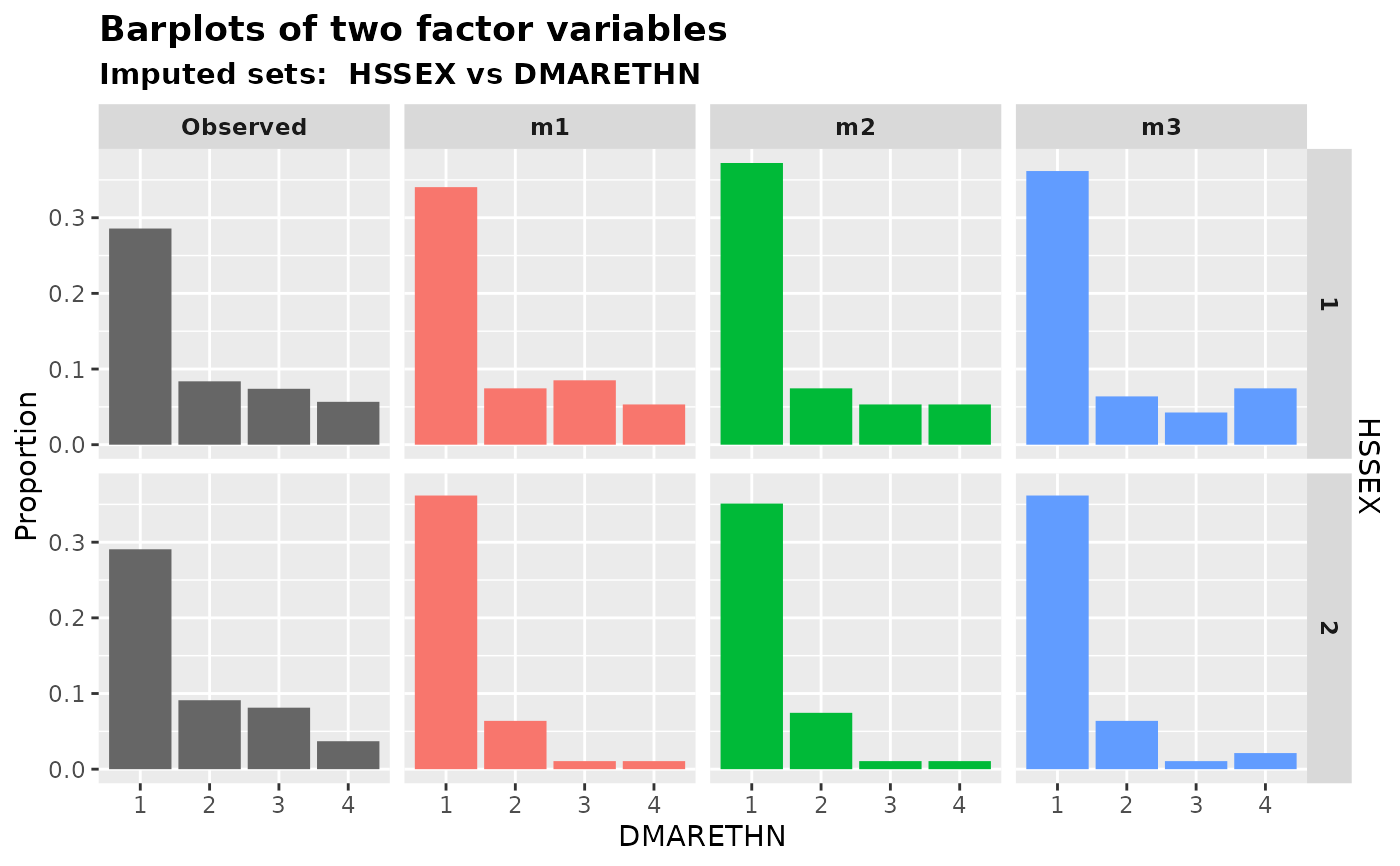 Barplots of two factor variables
Imputed sets:  HSSEX vs DMARETHN
Observed m1 m2 m3
0.3
0.2
0.1
0.0
1
0.3
0.2
0.1
0.0
2
Proportion
HSSEX
1 2 3 4 1 2 3 4 1 2 3 4 1 2 3 4
DMARETHN